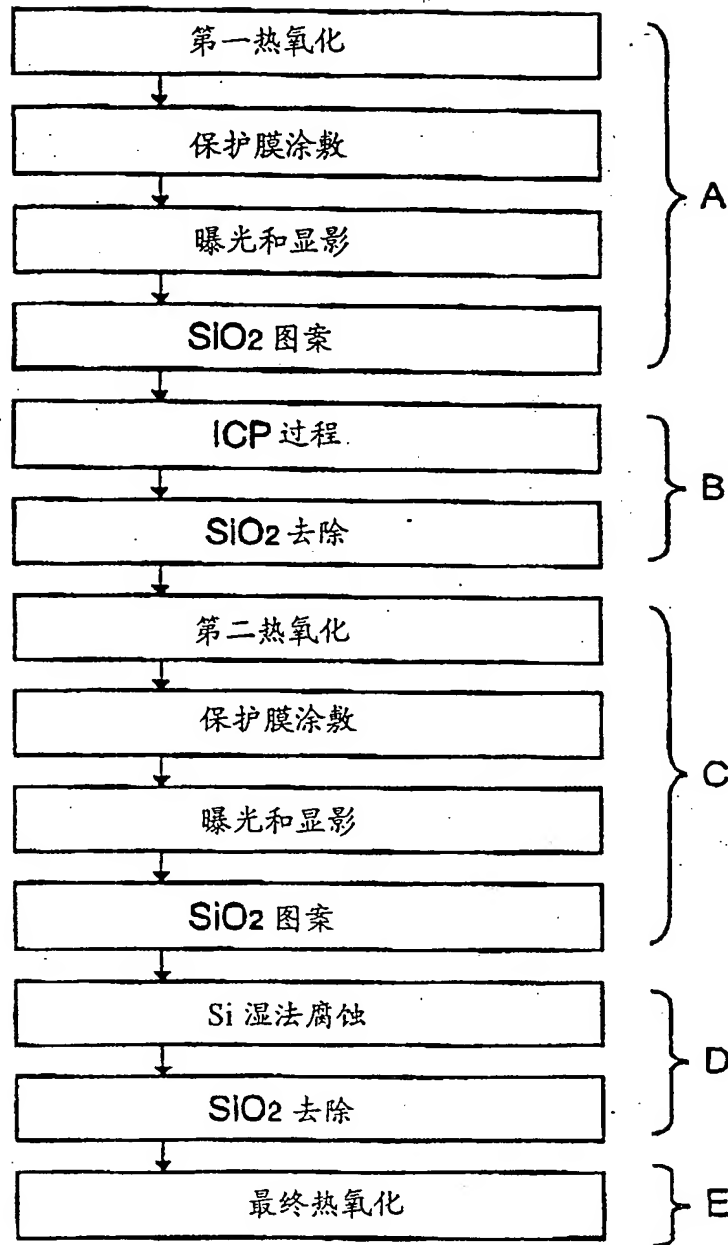 第一热氧化
保护膜涂敷
曝光和显影
SiO2 图案
A
ICP 过程
SiO2 去除
B
第二热氧化
保护膜涂敷
曝光和显影
SiO2 图案
C
Si 湿法腐蚀
SiO2 去除
D
最终热氧化
E